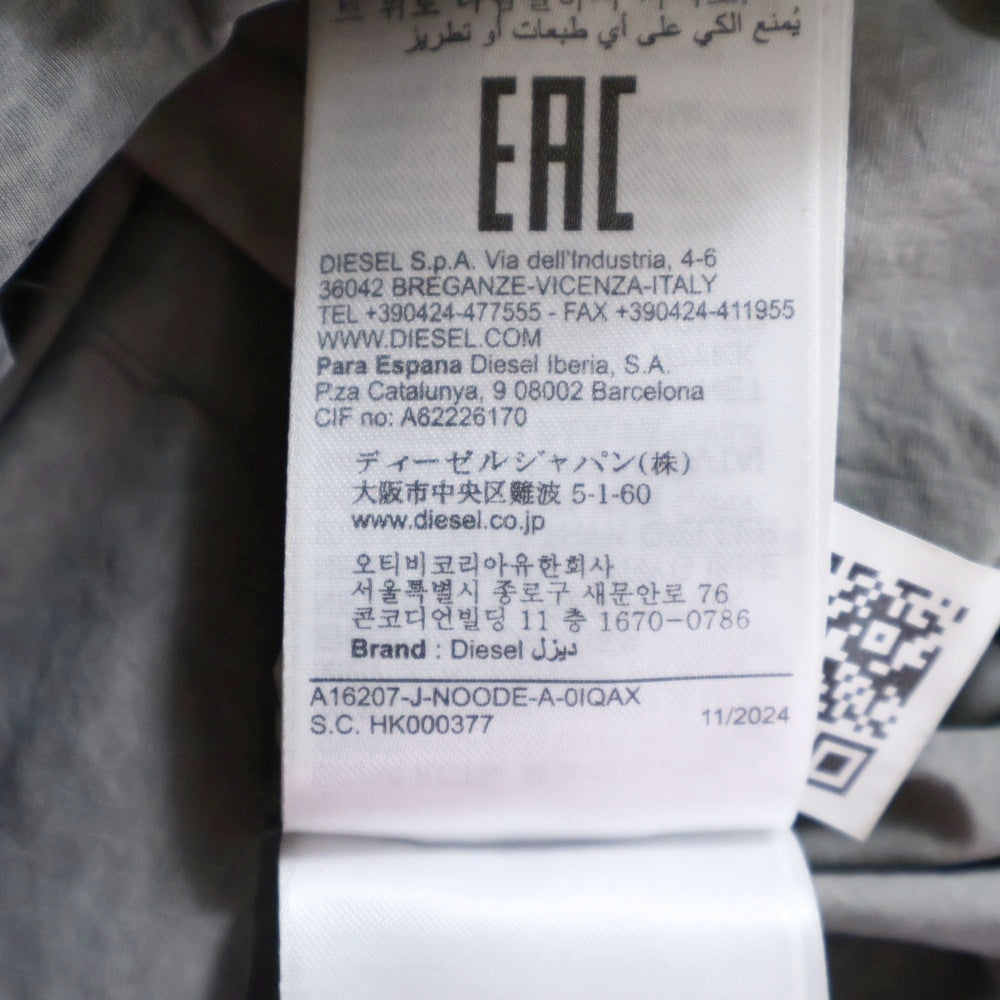 يُمنع الكي على أي طبعات أو تطريز
EAC
DIESEL S.p.A. Via dell'Industria, 4-6
36042 BREGANZE-VICENZA-ITALY
TEL +390424-477555 - FAX +390424-411955
WWW.DIESEL.COM
Para Espana Diesel Iberia, S.A.
P.za Catalunya, 9 08002 Barcelona
CIF no: A62226170
ディーゼルジャパン(株)
大阪市中央区難波 5-1-60
www.diesel.co.jp
오티비코리아유한회사
서울특별시 종로구 새문안로 76
콘코디언빌딩 11 층 1670-0786
Brand : Diesel ديزل
A16207-J-NOODE-A-0IQAX
S.C. HK000377 11/2024